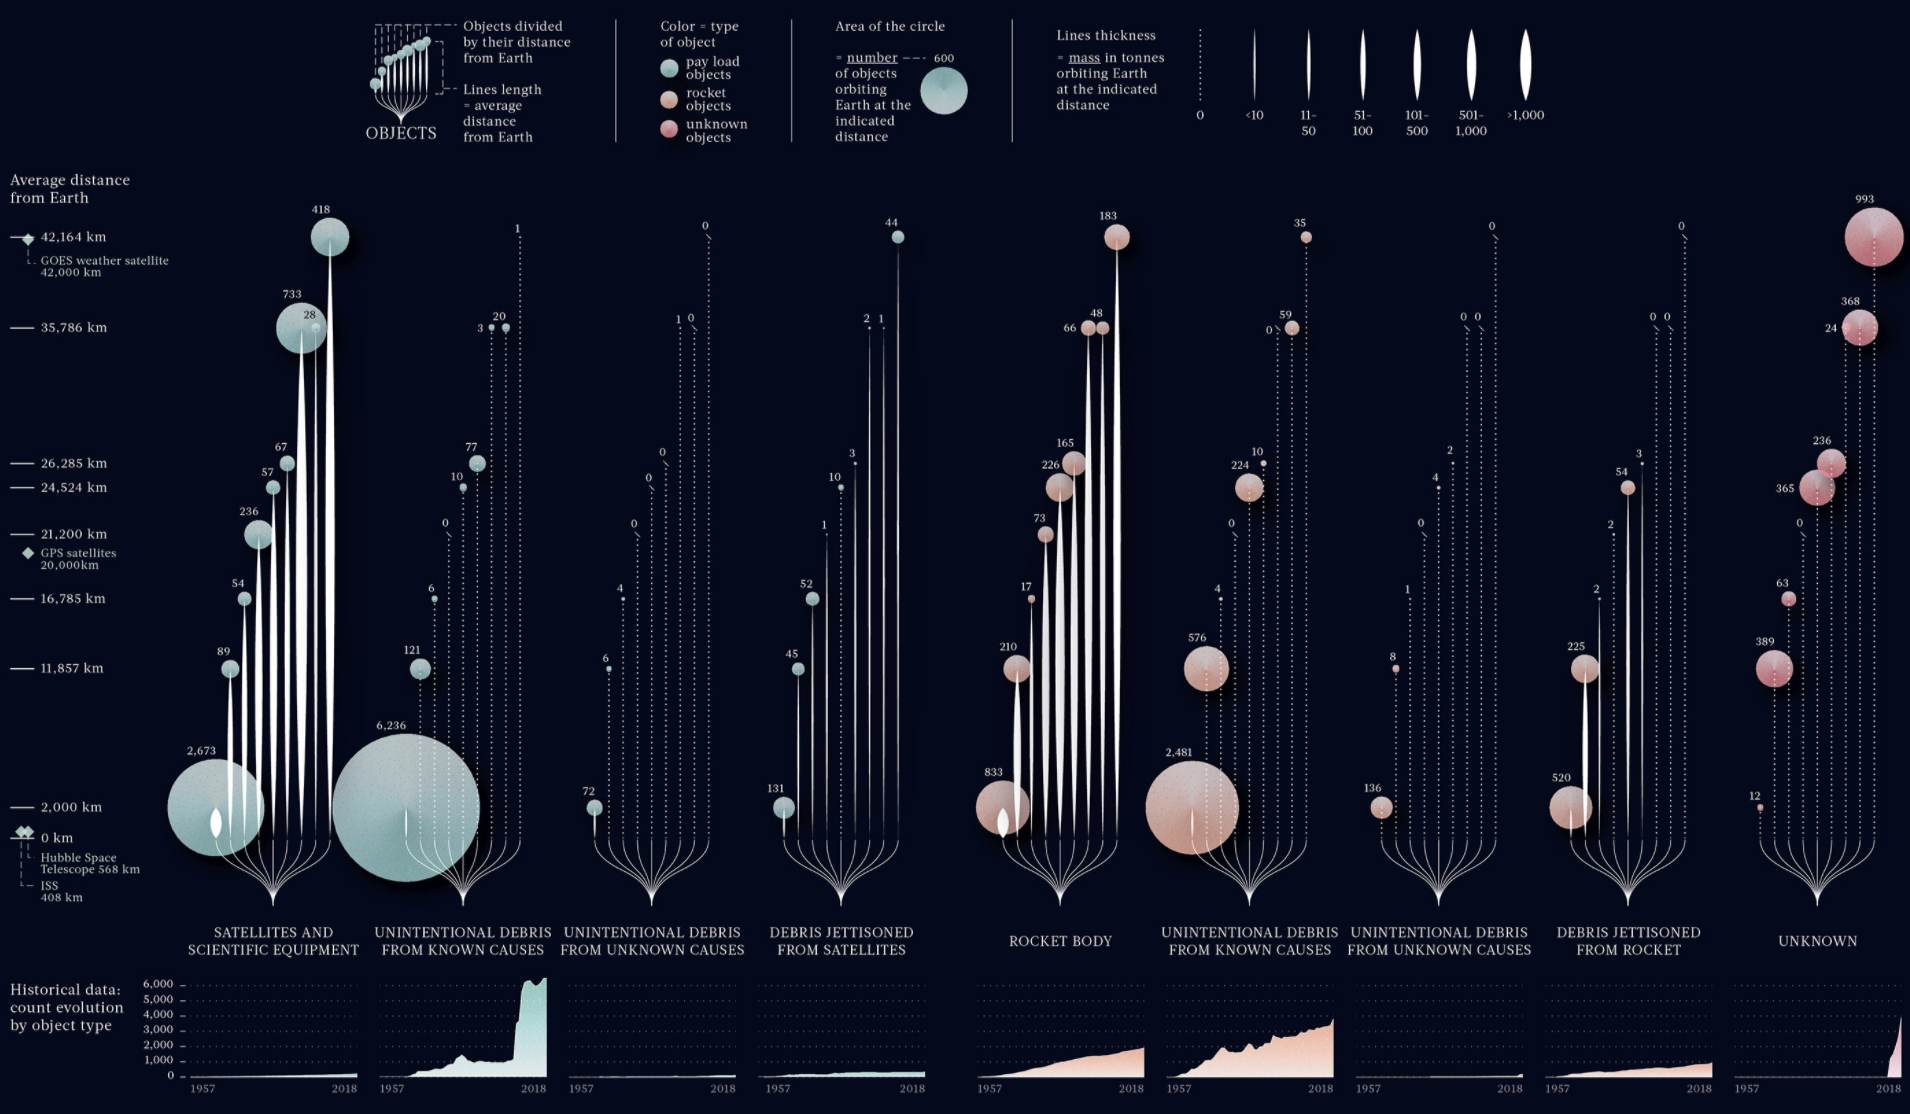 Objects divided
by their distance
from Earth
Lines length
= average
distance
from Earth
OBJECTS
Color = type
of object
pay load
objects
rocket
objects
unknown
objects
Area of the circle
= number
600
of objects
orbiting
Earth at the
indicated
distance
Lines thickness
= mass in tonnes
orbiting Earth
at the indicated
distance
0 <10 11-50 51-100 101-500 501-1,000 >1,000
Average distance
from Earth
42,164 km
GOES weather satellite
42,000 km
35,786 km
26,285 km
24,524 km
21,200 km
GPS satellites
20,000km
16,785 km
11,857 km
2,000 km
0 km
Hubble Space
Telescope 568 km
ISS
408 km
418
733
28
67
57
236
54
89
2,673
SATELLITES AND
SCIENTIFIC EQUIPMENT
1
3
20
77
10
0
6
121
6,236
UNINTENTIONAL DEBRIS
FROM KNOWN CAUSES
0
1
0
0
0
0
4
6
72
UNINTENTIONAL DEBRIS
FROM UNKNOWN CAUSES
44
2
1
3
10
1
52
45
131
DEBRIS JETTISONED
FROM SATELLITES
183
66
48
165
226
73
17
210
833
ROCKET BODY
35
0
59
10
224
0
4
576
2,481
UNINTENTIONAL DEBRIS
FROM KNOWN CAUSES
0
0
0
2
4
0
1
8
136
UNINTENTIONAL DEBRIS
FROM UNKNOWN CAUSES
0
0
0
3
54
2
2
225
520
DEBRIS JETTISONED
FROM ROCKET
993
368
24
236
365
0
63
389
12
UNKNOWN
Historical data:
count evolution
by object type
6,000
5,000
4,000
3,000
2,000
1,000
0
1957 2018
1957 2018
1957 2018
1957 2018
1957 2018
1957 2018
1957 2018
1957 2018
1957 2018